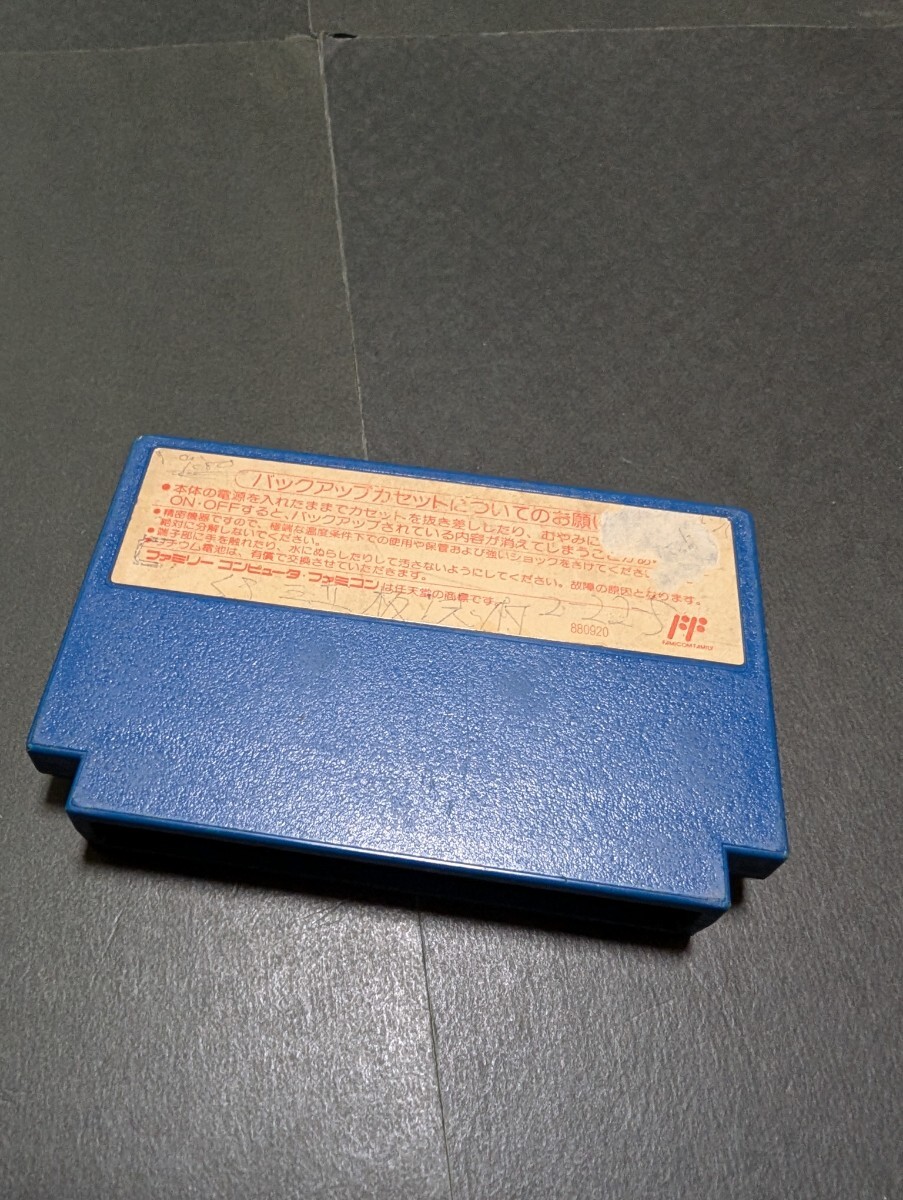 バックアップカセットについてのお願い
●本体の電源を入れたままでカセットを抜き差ししたり、むやみに
ON・OFFすると、バックアップされている内容が消えてしまうことがあ
●精密機器ですので、極端な温度条件下での使用や保管および強いショックをさけてください。
絶対に分解しないでください。
●端子部に手を触れたり、水にぬらしたりして汚さないようにしてください。故障の原因となります。
チウム電池は、有償で交換させていただきます。
ファミリー コンピュータ・ファミコンは任天堂の商標です。
880920
FF
FAMICOM FAMILY